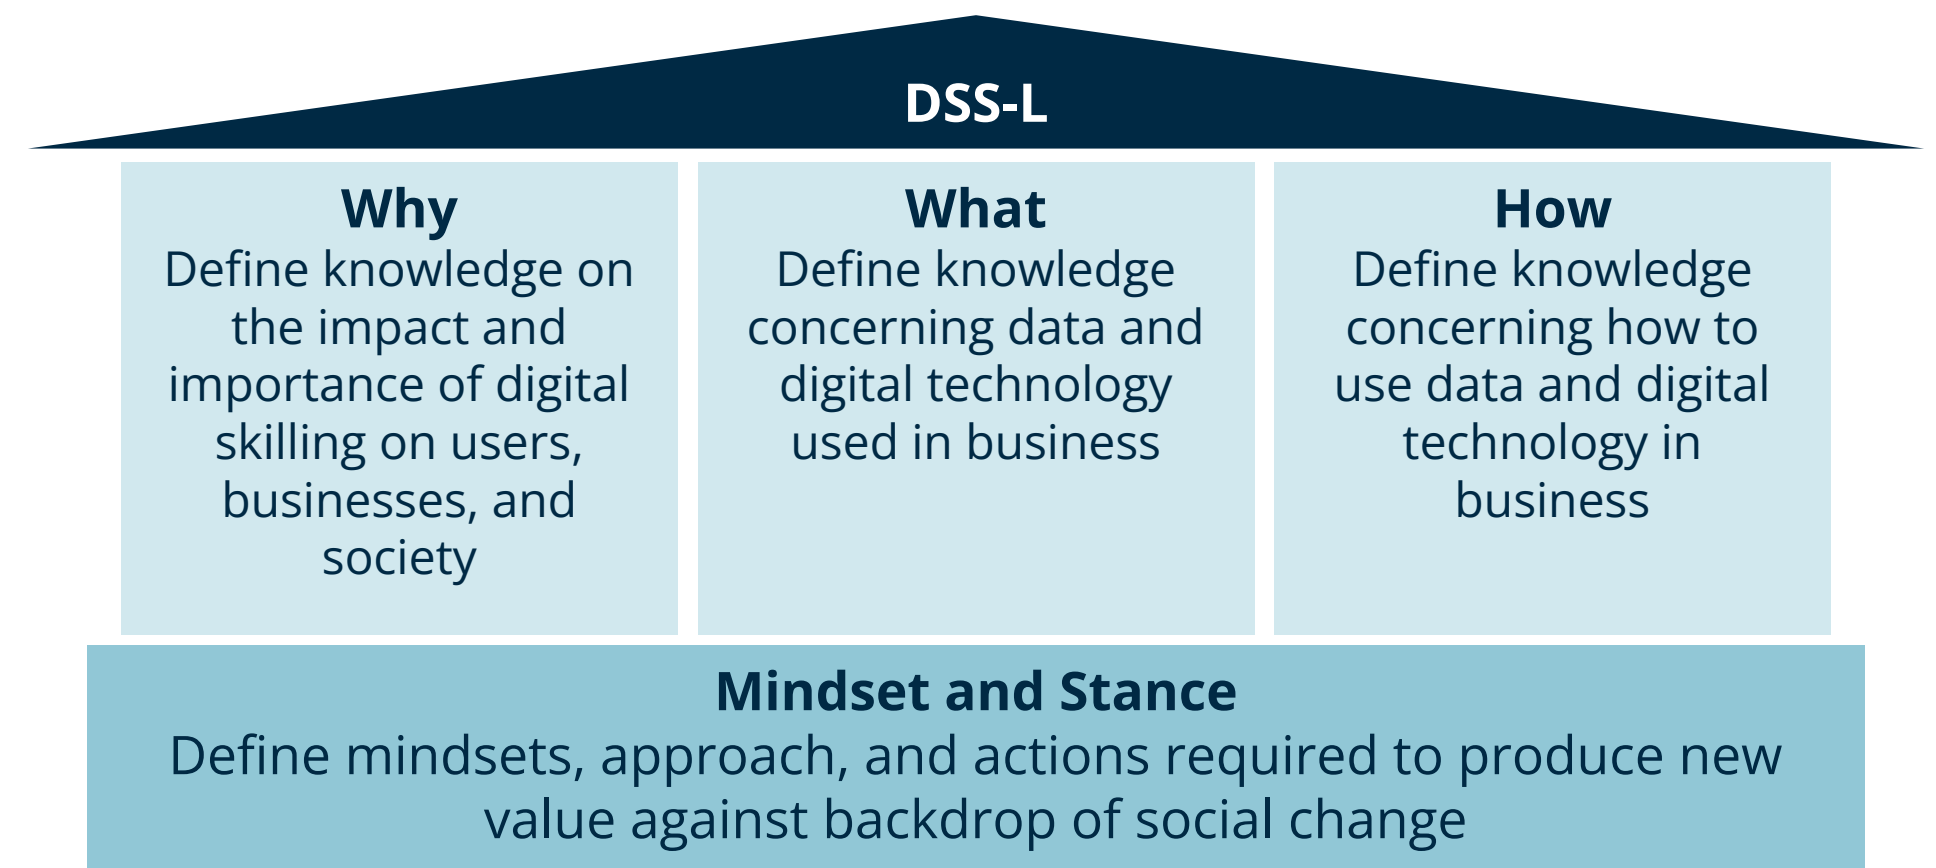 DSS-L
Why
Define knowledge on
the impact and
importance of digital
skilling on users,
businesses, and
society
What
Define knowledge
concerning data and
digital technology
used in business
How
Define knowledge
concerning how to
use data and digital
technology in
business
Mindset and Stance
Define mindsets, approach, and actions required to produce new
value against backdrop of social change